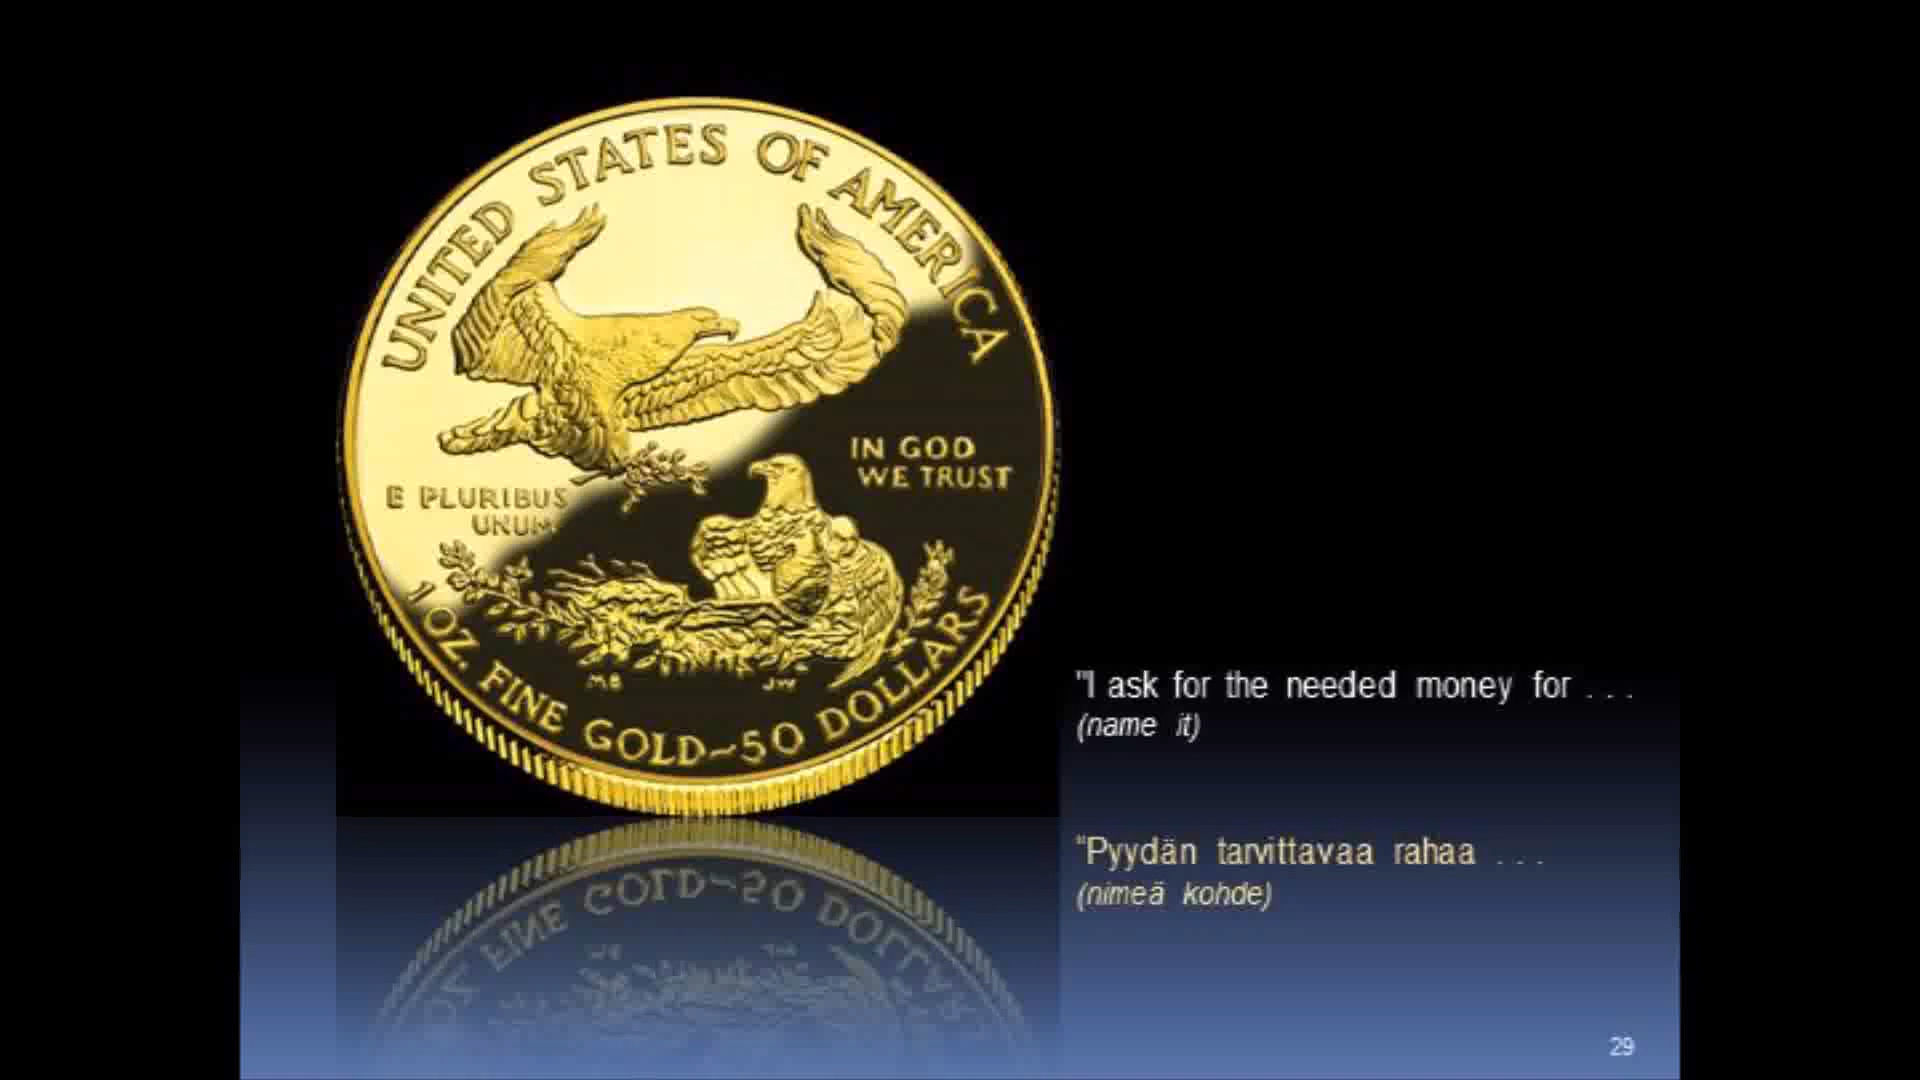 UNITED STATES OF AMERICA
IN GOD
WE TRUST
E PLURIBUS
UNUM
MB
JW
1 OZ. FINE GOLD~50 DOLLARS
"I ask for the needed money for . . .
(name it)
"Pyydän tarvittavaa rahaa . . .
(nimeä kohde)
29